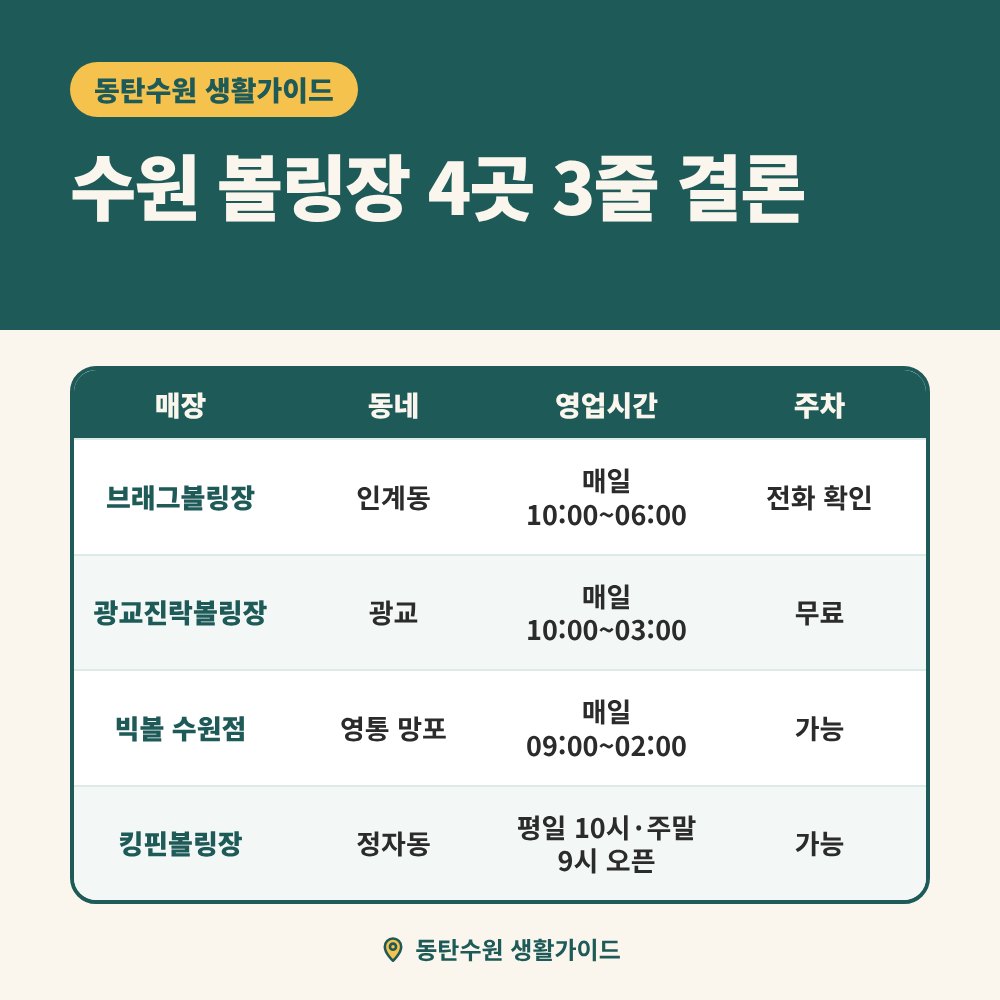 동탄수원 생활가이드
수원 볼링장 4곳 3줄 결론
매장 동네 영업시간 주차
브래그볼링장 인계동 매일 10:00~06:00 전화 확인
광교진락볼링장 광교 매일 10:00~03:00 무료
빅볼 수원점 영통 망포 매일 09:00~02:00 가능
킹핀볼링장 정자동 평일 10시·주말 9시 오픈 가능
동탄수원 생활가이드